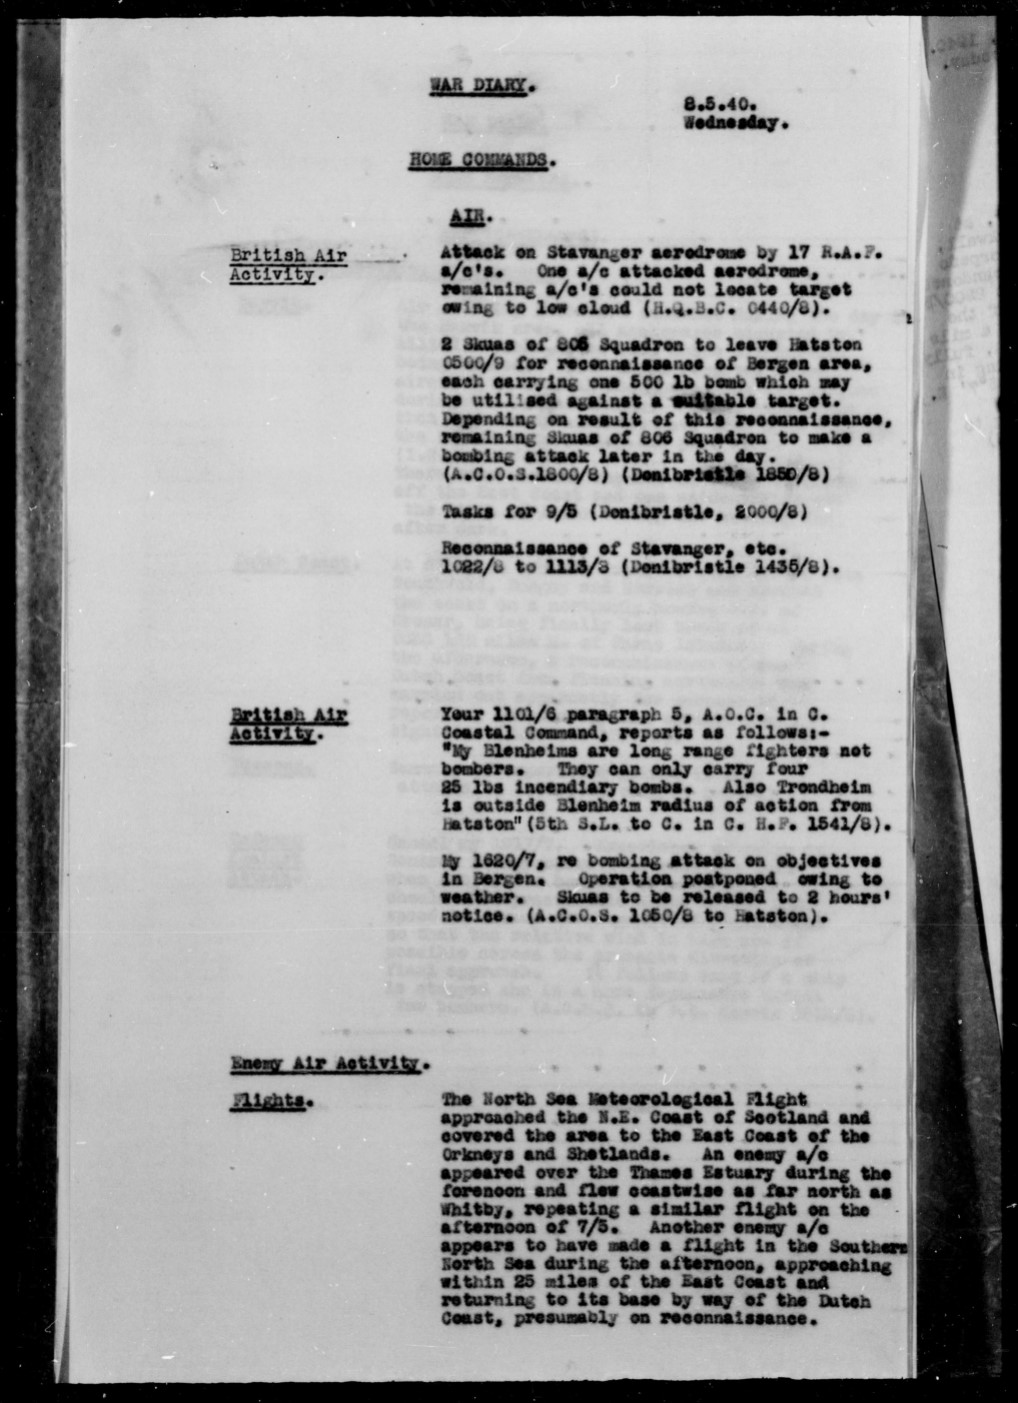 WAR DIARY.
8.5.40.
Wednesday.
HOME COMMANDS.
AIR.
British Air
Activity.
Attack on Stavanger aerodrome by 17 R.A.F.
a/c's. One a/c attacked aerodrome,
remaining a/c's could not locate target
owing to low cloud (H.Q.B.C. 0440/8).
2 Skuas of 806 Squadron to leave Hatston
0500/9 for reconnaissance of Bergen area,
each carrying one 500 lb bomb which may
be utilised against a suitable target.
Depending on result of this reconnaissance,
remaining Skuas of 806 Squadron to make a
bombing attack later in the day.
(A.C.O.S.1800/8) (Donibristle 1850/8)
Tasks for 9/5 (Donibristle, 2000/8)
Reconnaissance of Stavanger, etc.
1022/8 to 1113/8 (Donibristle 1435/8).
British Air
Activity.
Your 1101/6 paragraph 5, A.O.C. in C.
Coastal Command, reports as follows:-
"My Blenheims are long range fighters not
bombers. They can only carry four
25 lbs incendiary bombs. Also Trondheim
is outside Blenheim radius of action from
Hatston" (5th S.L. to C. in C. H.F. 1541/8).
My 1620/7, re bombing attack on objectives
in Bergen. Operation postponed owing to
weather. Skuas to be released to 2 hours'
notice. (A.C.O.S. 1050/8 to Hatston).
Enemy Air Activity.
Flights.
The North Sea Meteorological Flight
approached the N.E. Coast of Scotland and
covered the area to the East Coast of the
Orkneys and Shetlands. An enemy a/c
appeared over the Thames Estuary during the
forenoon and flew coastwise as far north as
Whitby, repeating a similar flight on the
afternoon of 7/5. Another enemy a/c
appears to have made a flight in the Southern
North Sea during the afternoon, approaching
within 25 miles of the East Coast and
returning to its base by way of the Dutch
Coast, presumably on reconnaissance.